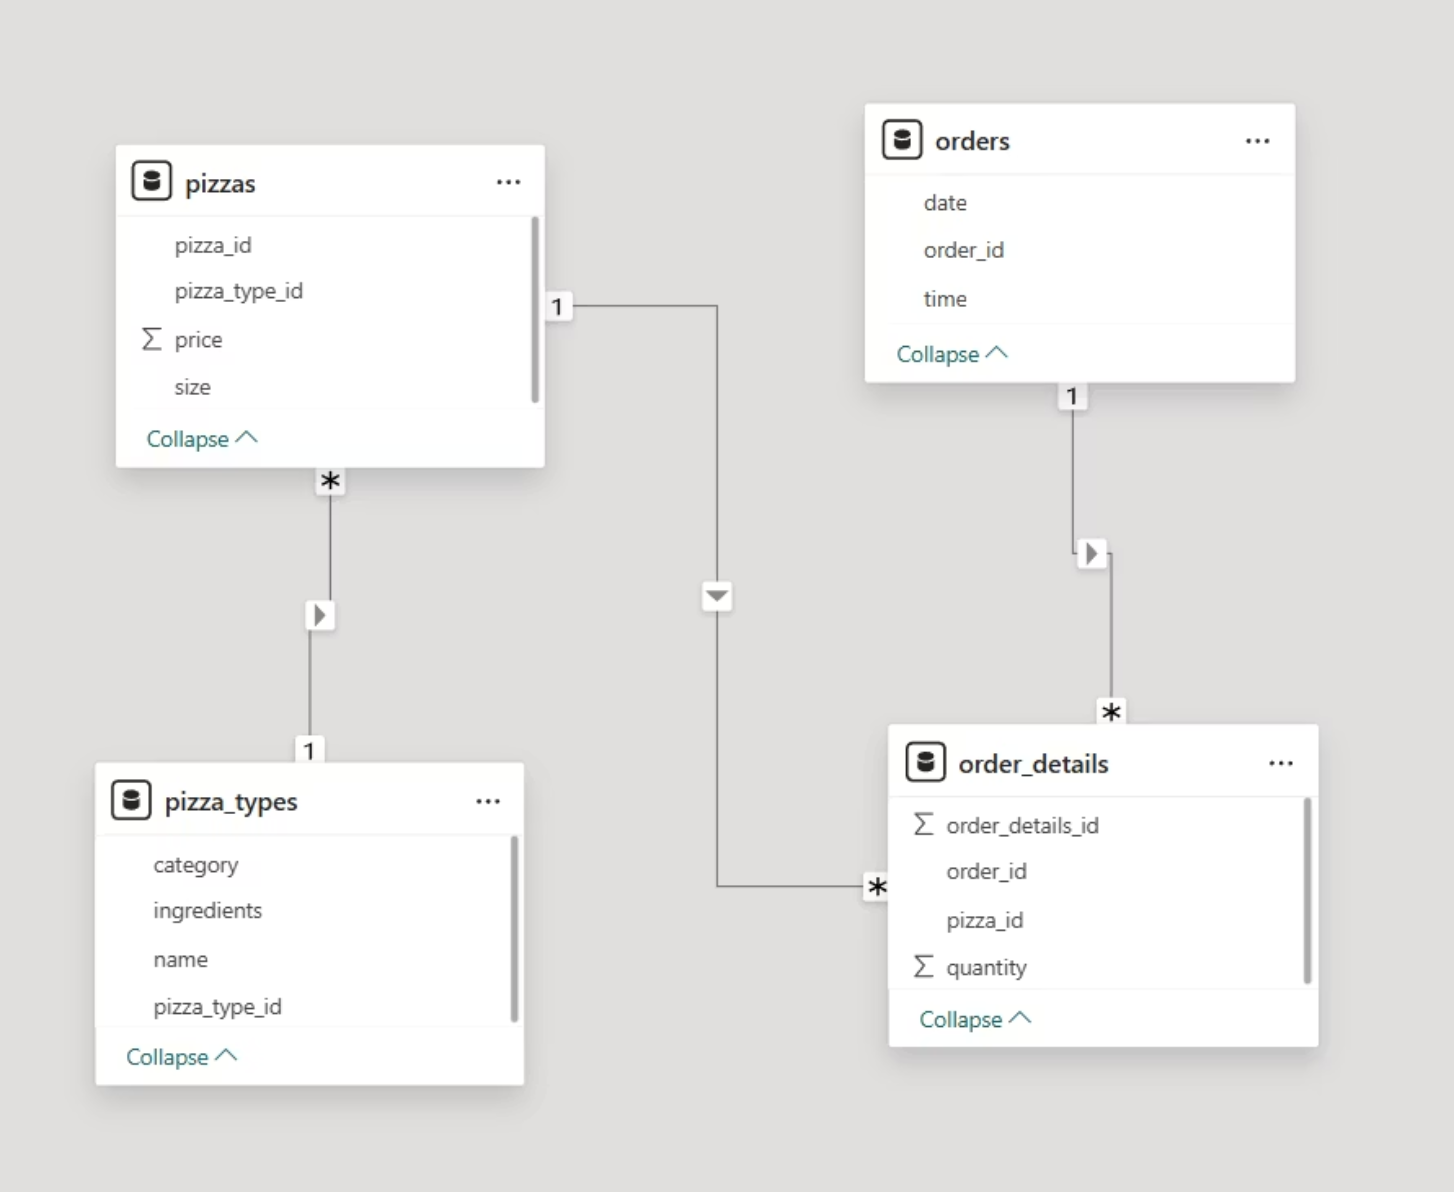 pizzas
pizza_id
pizza_type_id
price
size
Collapse
1
*
1
pizza_types
category
ingredients
name
pizza_type_id
Collapse
orders
date
order_id
time
Collapse
1
*
order_details
order_details_id
order_id
pizza_id
quantity
Collapse
*